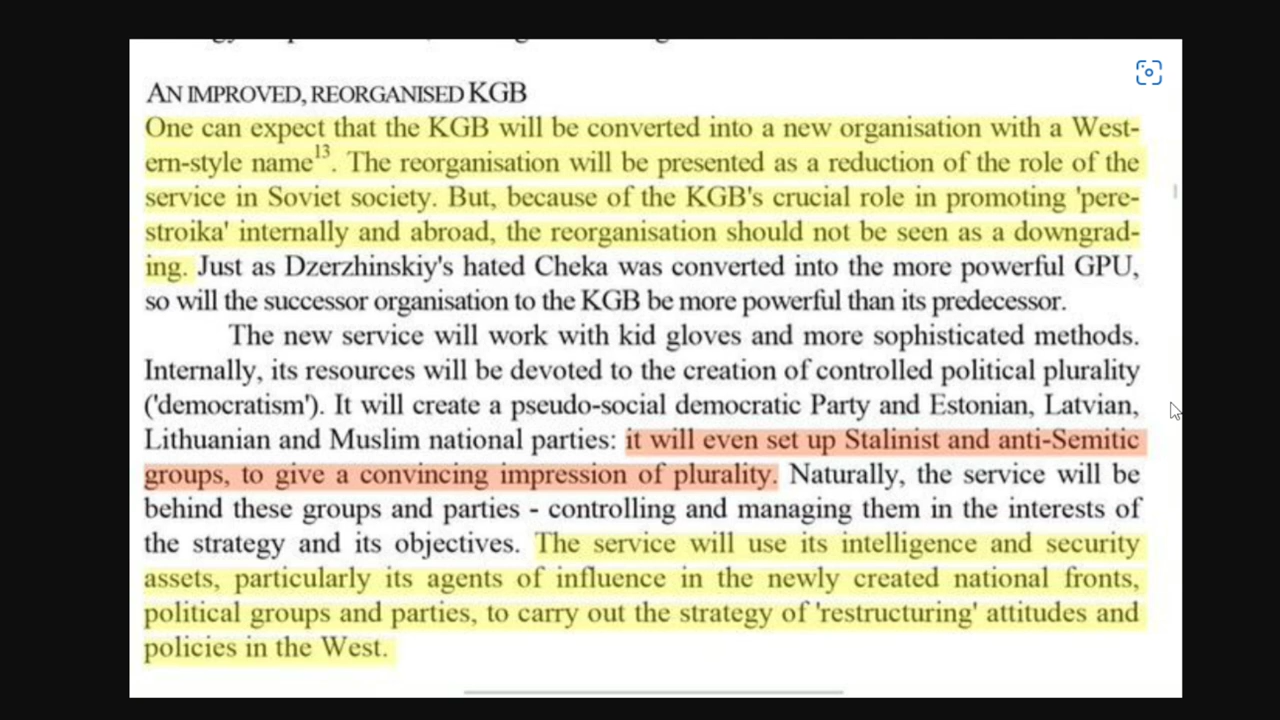 AN IMPROVED, REORGANISED KGB
One can expect that the KGB will be converted into a new organisation with a West-
ern-style name13. The reorganisation will be presented as a reduction of the role of the
service in Soviet society. But, because of the KGB's crucial role in promoting 'pere-
stroika' internally and abroad, the reorganisation should not be seen as a downgrad-
ing. Just as Dzerzhinskiy's hated Cheka was converted into the more powerful GPU,
so will the successor organisation to the KGB be more powerful than its predecessor.
The new service will work with kid gloves and more sophisticated methods.
Internally, its resources will be devoted to the creation of controlled political plurality
('democratism'). It will create a pseudo-social democratic Party and Estonian, Latvian,
Lithuanian and Muslim national parties: it will even set up Stalinist and anti-Semitic
groups, to give a convincing impression of plurality. Naturally, the service will be
behind these groups and parties - controlling and managing them in the interests of
the strategy and its objectives. The service will use its intelligence and security
assets, particularly its agents of influence in the newly created national fronts,
political groups and parties, to carry out the strategy of 'restructuring' attitudes and
policies in the West.